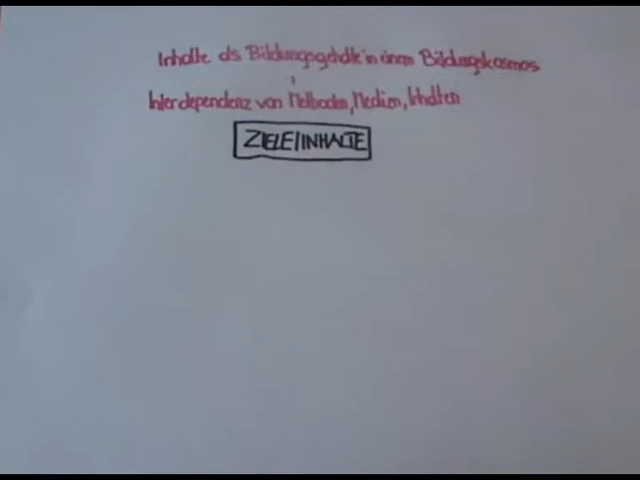 Inhalte als Bildungsgehalte in einem Bildungskosmos
Interdependenz von Methoden, Medien, Inhalten
ZIELE/INHALTE